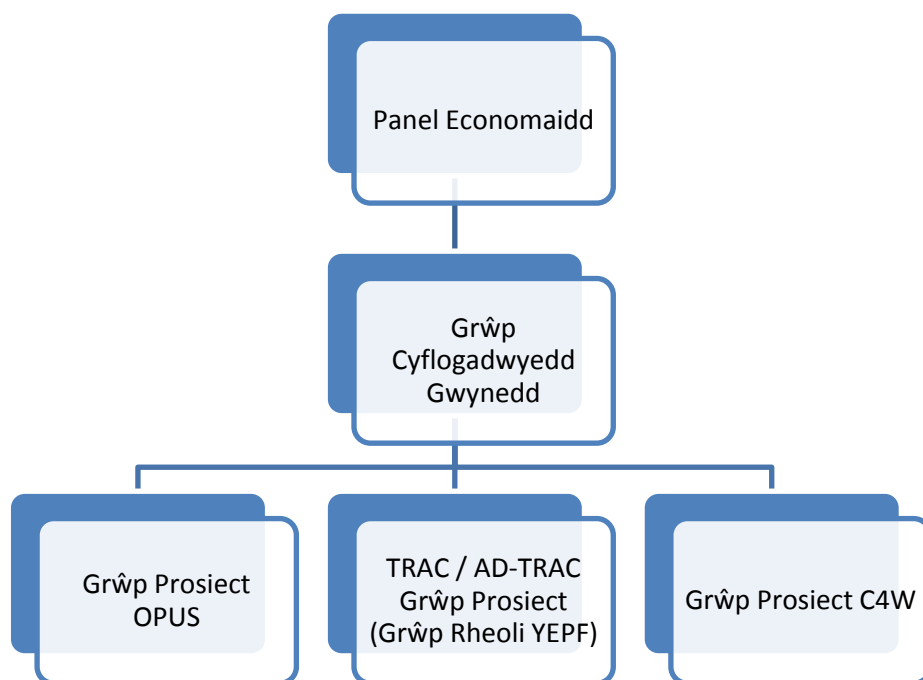 Panel Economaidd
Grŵp
Cyflogadwyedd
Gwynedd
Grŵp Prosiect
OPUS
TRAC / AD-TRAC
Grŵp Prosiect
(Grŵp Rheoli YEPF)
Grŵp Prosiect C4W